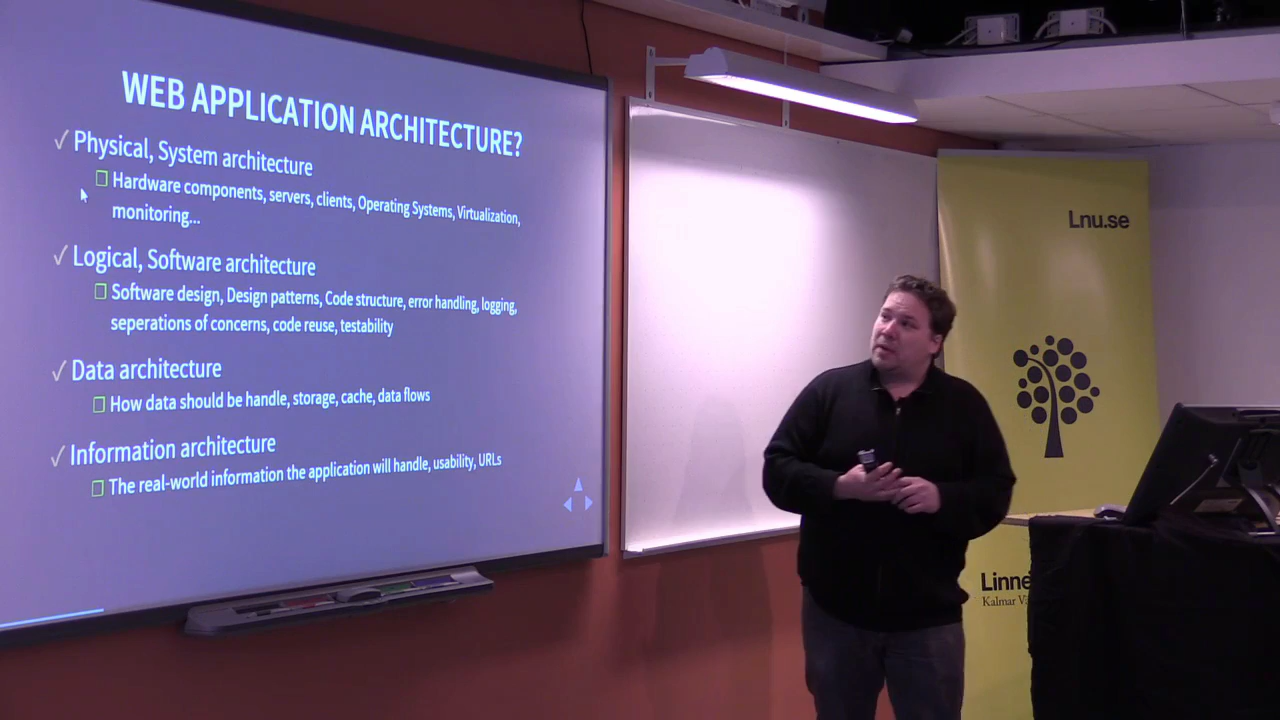 WEB APPLICATION ARCHITECTURE?
Physical, System architecture
Hardware components, servers, clients, Operating Systems, Virtualization,
monitoring...
Logical, Software architecture
Software design, Design patterns, Code structure, error handling, logging,
seperations of concerns, code reuse, testability
Data architecture
How data should be handle, storage, cache, data flows
Information architecture
The real-world information the application will handle, usability, URLs
Lnu.se
Linne
Kalmar Vä